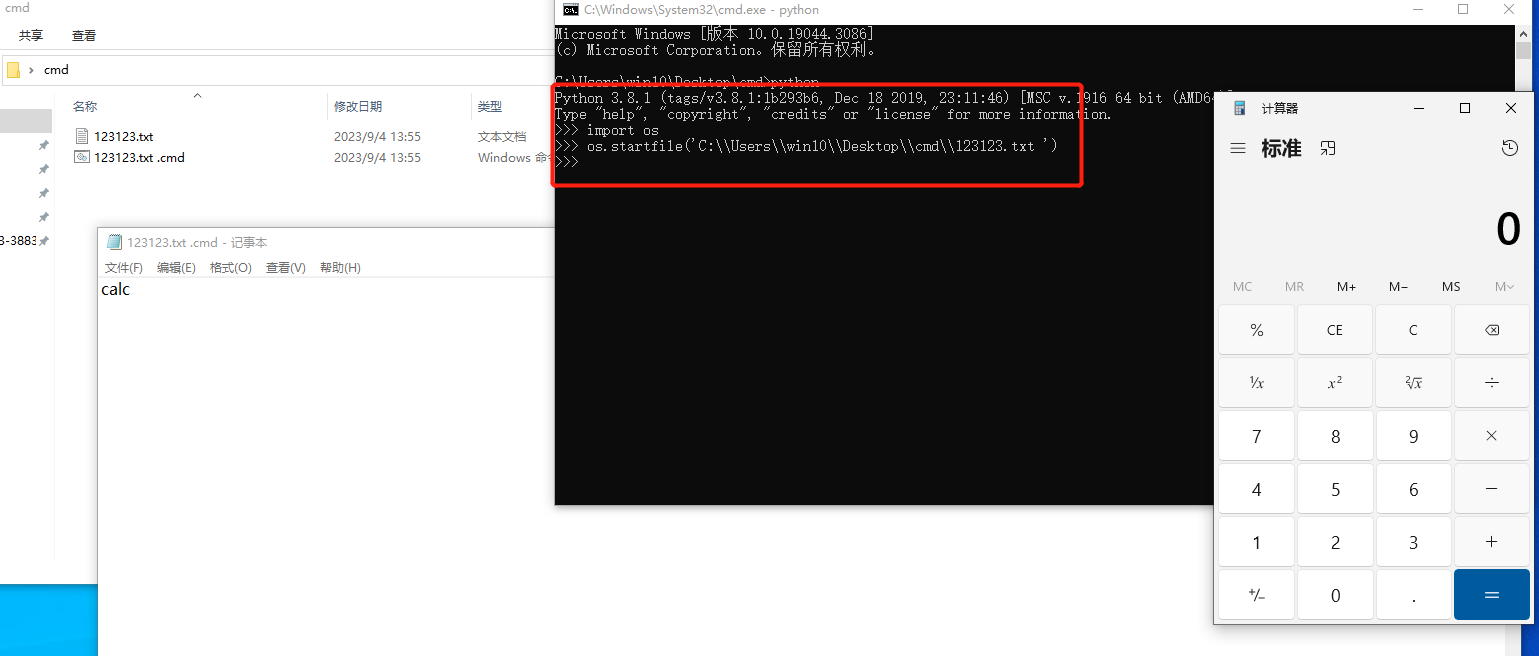 cmd
共享 查看
cmd
名称 修改日期 类型
123123.txt 2023/9/4 13:55 文本文档
123123.txt .cmd 2023/9/4 13:55 Windows 命令
3-3883
123123.txt .cmd - 记事本
文件(F) 编辑(E) 格式(O) 查看(V) 帮助(H)
calc
C:\Windows\System32\cmd.exe - python
Microsoft Windows [版本 10.0.19044.3086]
(c) Microsoft Corporation。保留所有权利。
C:\Users\win10\Desktop\cmd>python
Python 3.8.1 (tags/v3.8.1:1b293b6, Dec 18 2019, 23:11:46) [MSC v.1916 64 bit (AMD64)]
Type "help", "copyright", "credits" or "license" for more information.
>>> import os
>>> os.startfile('C:\\Users\\win10\\Desktop\\cmd\\123123.txt ')
>>>
计算器
标准
0
MC MR M+ M− MS M
% CE C
¹/x x² ²√x ÷
7 8 9 ×
4 5 6 −
1 2 3 +
+/− 0 . =